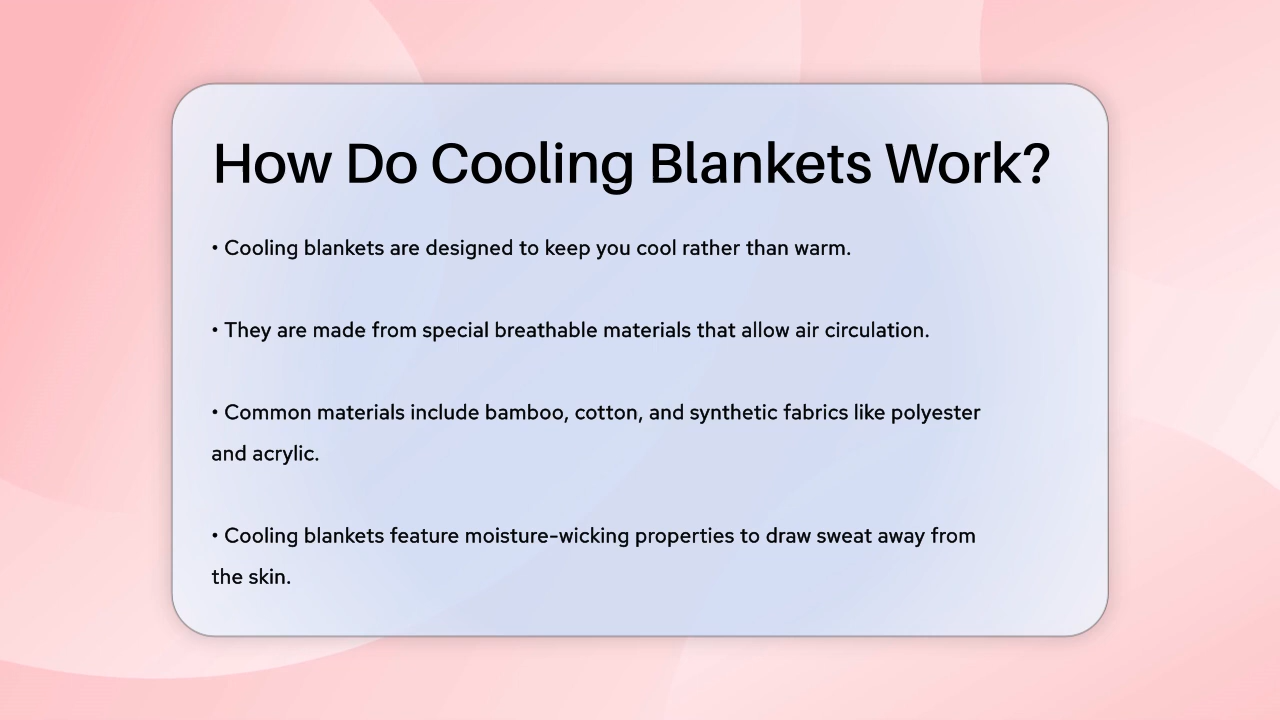 How Do Cooling Blankets Work?
• Cooling blankets are designed to keep you cool rather than warm.
• They are made from special breathable materials that allow air circulation.
• Common materials include bamboo, cotton, and synthetic fabrics like polyester
and acrylic.
• Cooling blankets feature moisture-wicking properties to draw sweat away from
the skin.